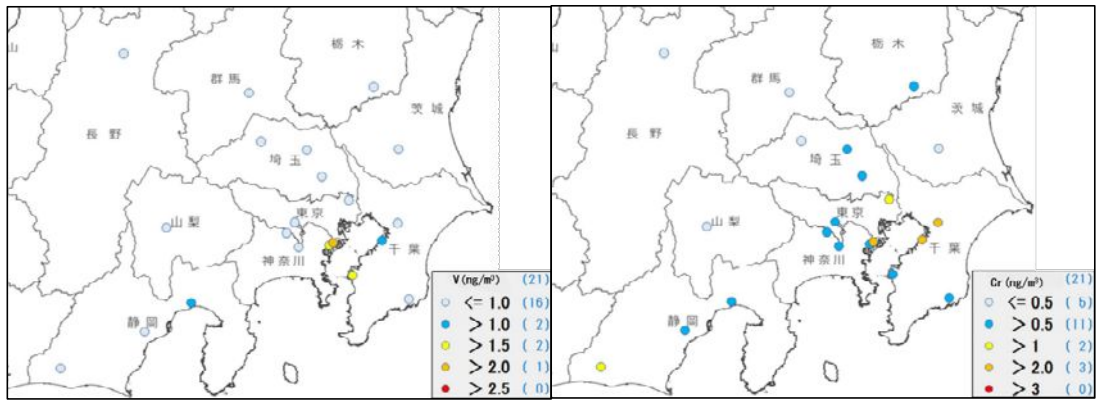 山
栃 木
群 馬
茨 城
長 野
埼 玉
山 梨
東 京
千 葉
神 奈 川
静 岡
V(ng/m³) (21)
<= 1.0 (16)
> 1.0 ( 2)
> 1.5 ( 2)
> 2.0 ( 1)
> 2.5 ( 0)
山
栃 木
群 馬
茨 城
長 野
埼 玉
山 梨
東 京
千 葉
神 奈 川
静 岡
Cr(ng/m³) (21)
<= 0.5 ( 5)
> 0.5 (11)
> 1 ( 2)
> 2.0 ( 3)
> 3 ( 0)